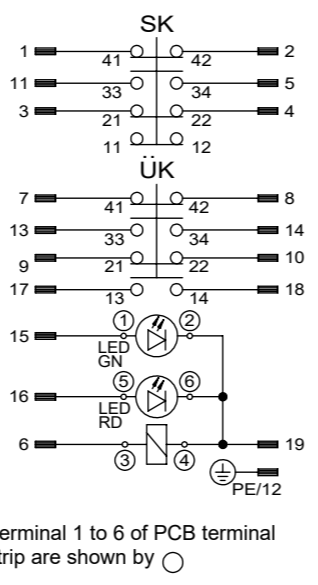 SK
1 41 42 2
11 33 34 5
3 21 22 4
11 12
ÜK
7 41 42 8
13 33 34 14
9 21 22 10
17 13 14 18
15 ① ② LED GN
16 ⑤ ⑥ LED RD
6 ③ ④ 19
PE/12
erminal 1 to 6 of PCB terminal
trip are shown by